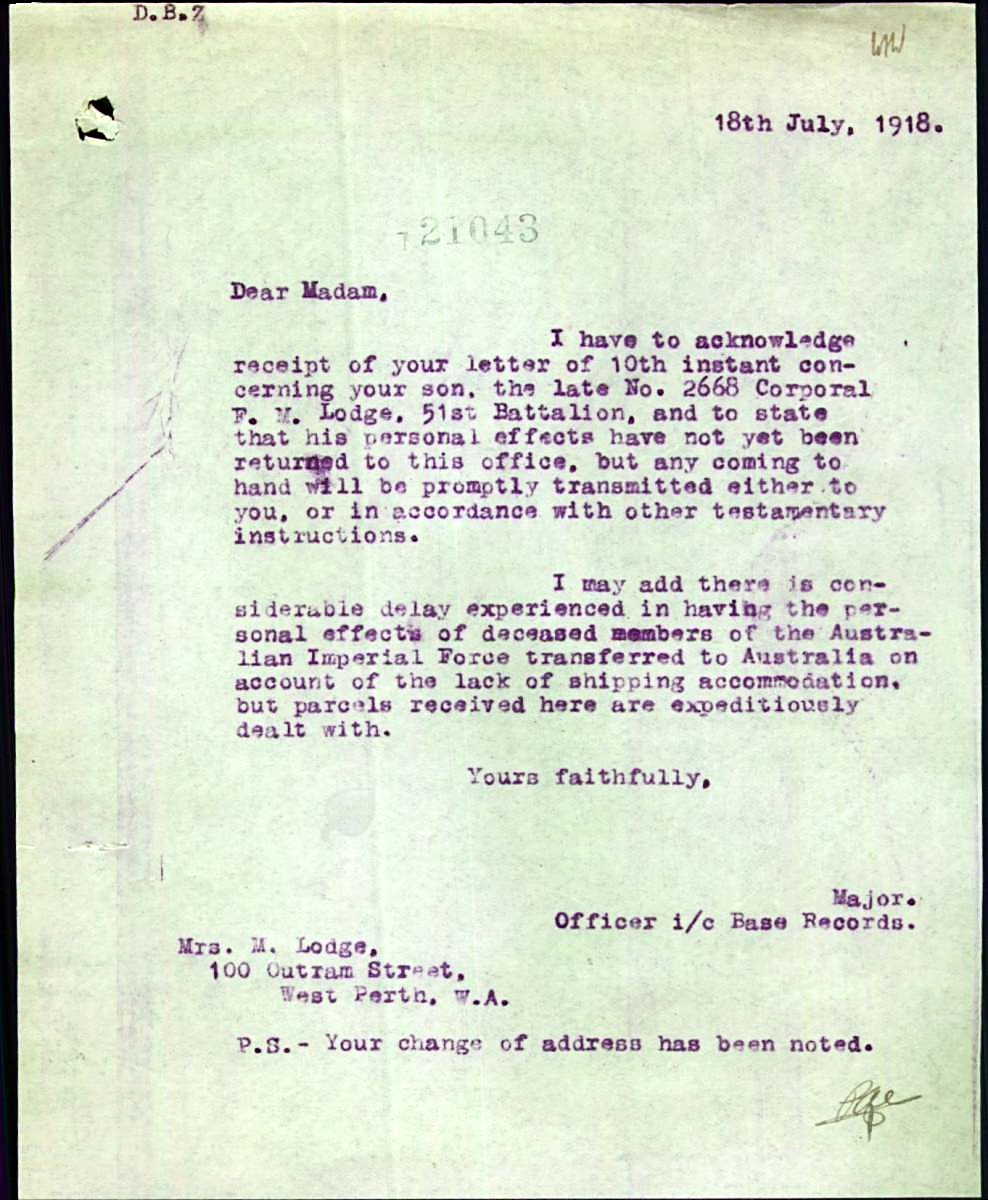 D.B.Z
18th July, 1918.
21043
Dear Madam,
I have to acknowledge
receipt of your letter of 10th instant con-
cerning your son, the late No. 2668 Corporal
F. M. Lodge, 51st Battalion, and to state
that his personal effects have not yet been
returned to this office, but any coming to
hand will be promptly transmitted either to
you, or in accordance with other testamentary
instructions.
I may add there is con-
siderable delay experienced in having the per-
sonal effects of deceased members of the Austra-
lian Imperial Force transferred to Australia on
account of the lack of shipping accommodation,
but parcels received here are expeditiously
dealt with.
Yours faithfully,
Major.
Officer i/c Base Records.
Mrs. M. Lodge,
100 Outram Street,
West Perth, W.A.
P.S.- Your change of address has been noted.